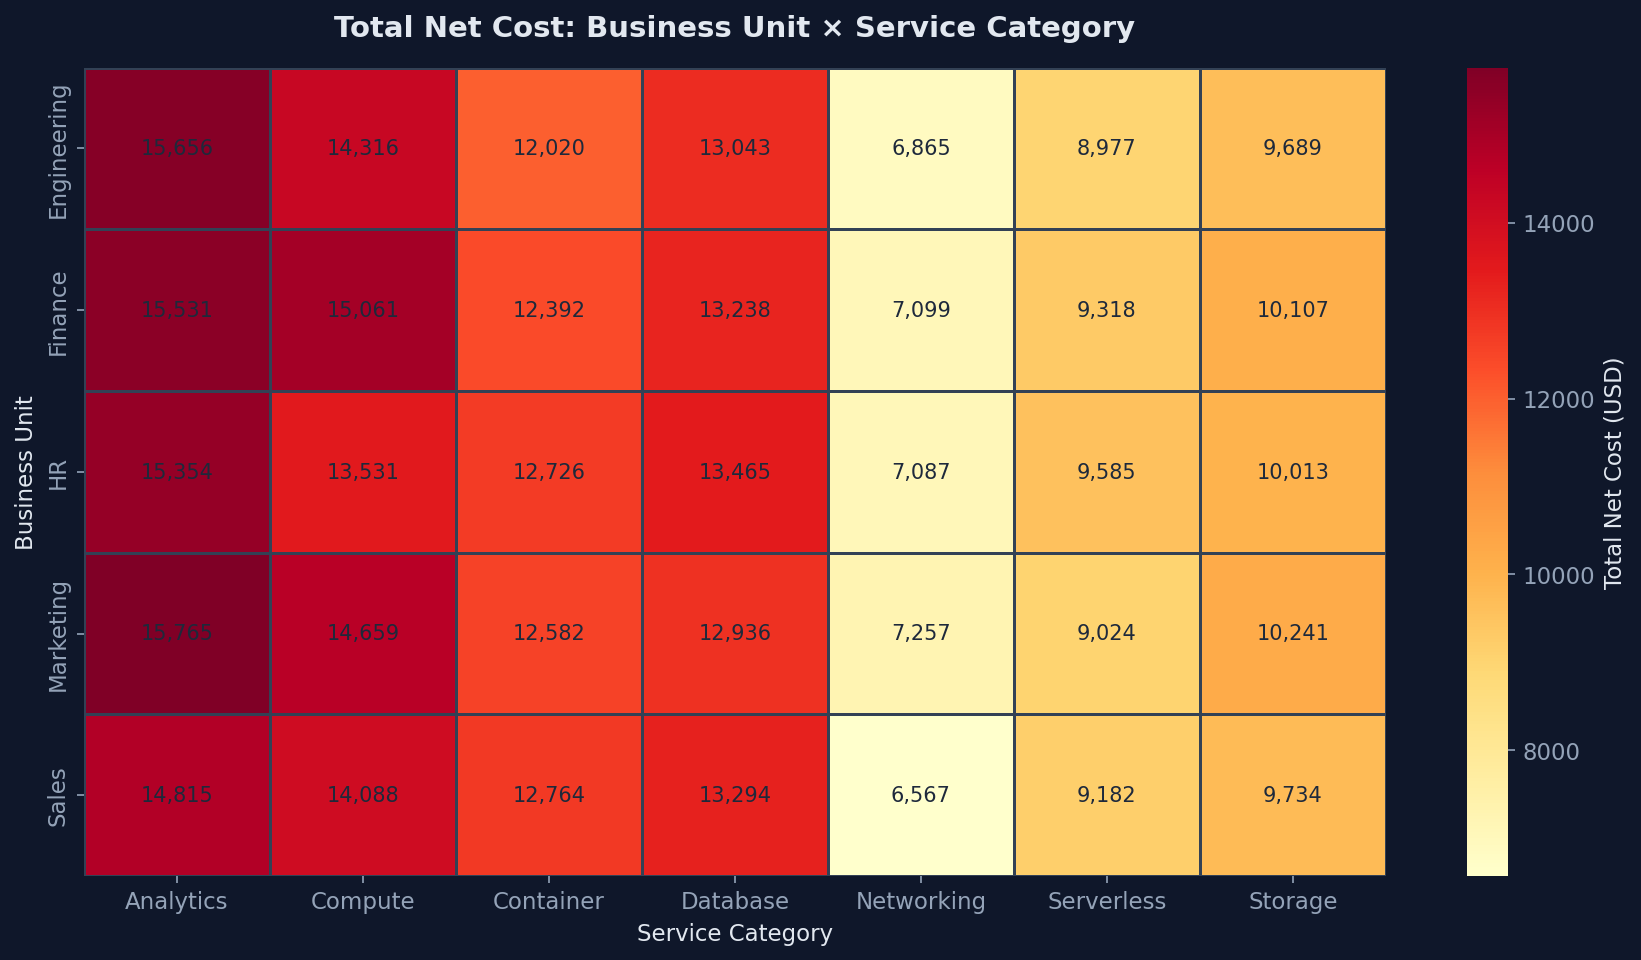 Total Net Cost: Business Unit × Service Category
Business Unit
Engineering
15,656 14,316 12,020 13,043 6,865 8,977 9,689
Finance
15,531 15,061 12,392 13,238 7,099 9,318 10,107
HR
15,354 13,531 12,726 13,465 7,087 9,585 10,013
Marketing
15,765 14,659 12,582 12,936 7,257 9,024 10,241
Sales
14,815 14,088 12,764 13,294 6,567 9,182 9,734
Analytics Compute Container Database Networking Serverless Storage
Service Category
14000
12000
10000
8000
Total Net Cost (USD)